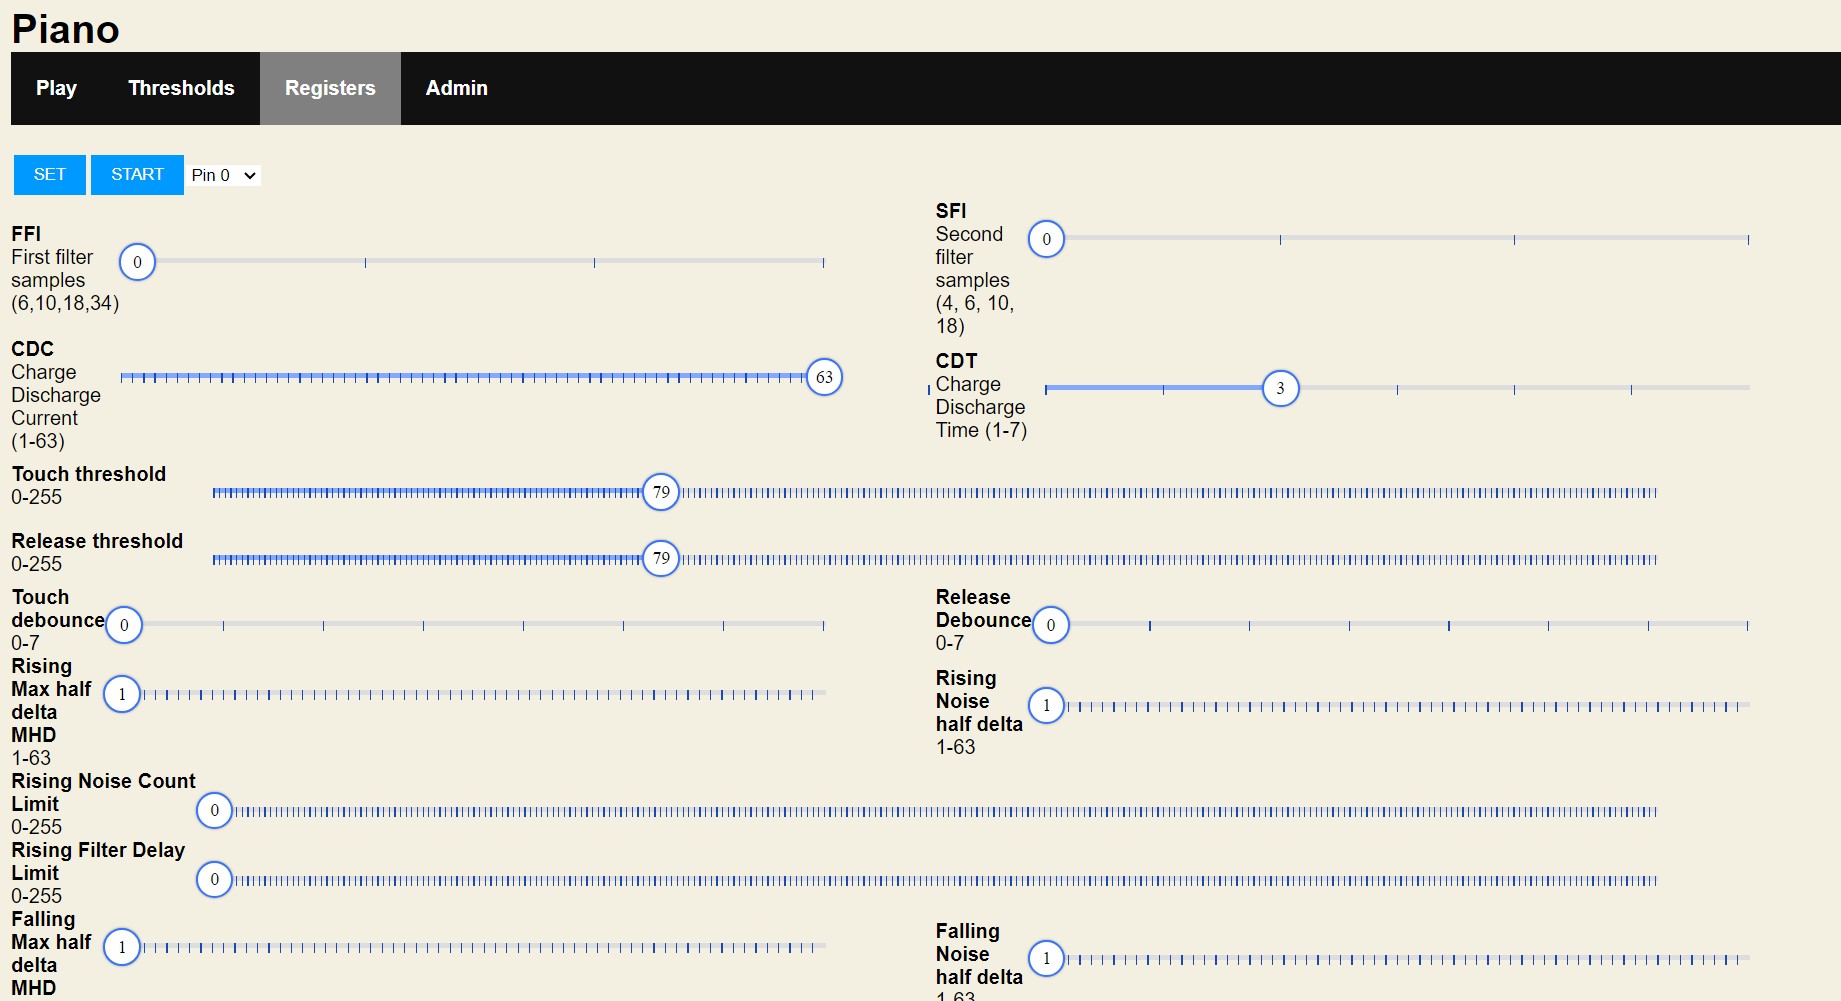 Piano
Play Thresholds Registers Admin
SET START Pin 0
FFI
First filter
samples
(6,10,18,34)
0
SFI
Second
filter
samples
(4, 6, 10,
18)
0
CDC
Charge
Discharge
Current
(1-63)
63
CDT
Charge
Discharge
Time (1-7)
3
Touch threshold
0-255
79
Release threshold
0-255
79
Touch
debounce
0-7
0
Release
Debounce
0-7
0
Rising
Max half
delta
MHD
1-63
1
Rising
Noise
half delta
1-63
1
Rising Noise Count
Limit
0-255
0
Rising Filter Delay
Limit
0-255
0
Falling
Max half
delta
MHD
1
Falling
Noise
half delta
1-63
1